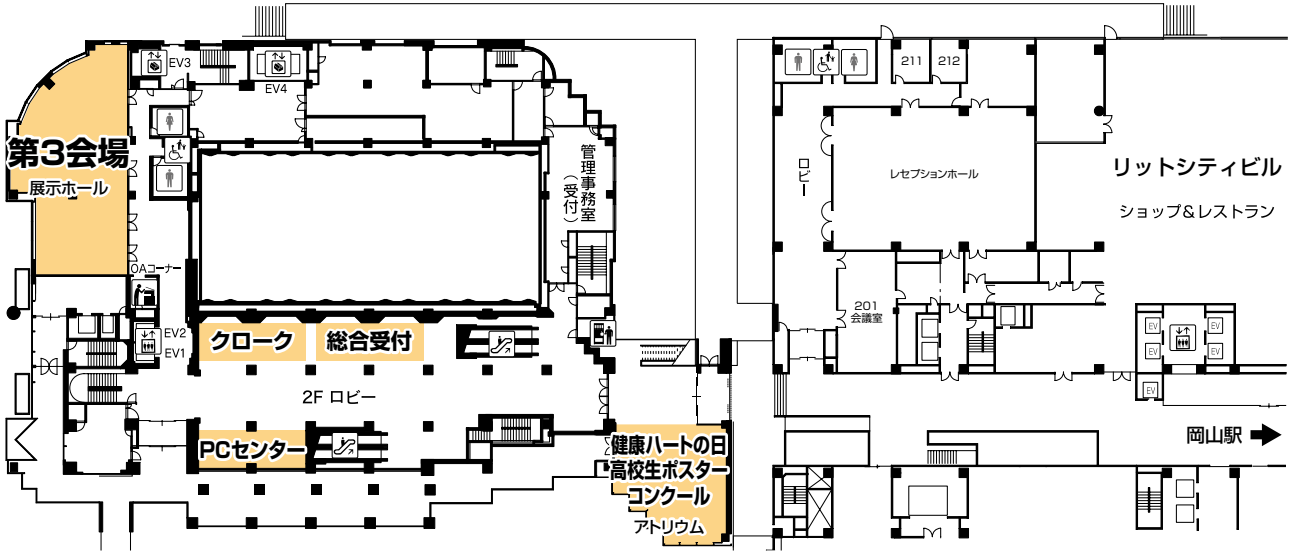 EV3
EV4
211
212
第3会場
展示ホール
管理事務室
(受付)
ロビー
レセプションホール
リットシティビル
ショップ&レストラン
OAコーナー
EV2
EV1
クローク
総合受付
2F ロビー
201
会議室
EV
EV
EV
EV
EV
PCセンター
健康ハートの日
高校生ポスター
コンクール
アトリウム
岡山駅